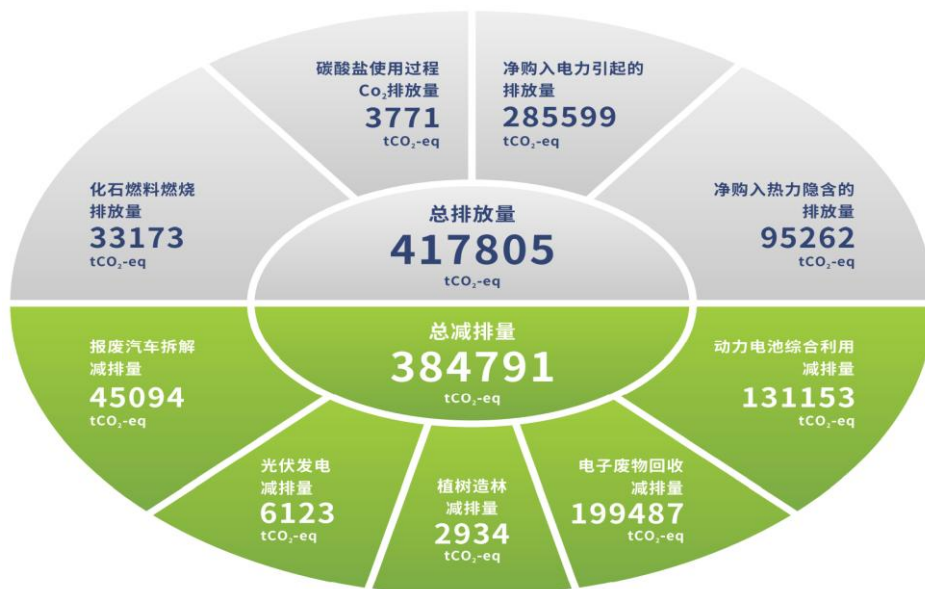 碳酸盐使用过程
Co₂排放量
3771
tCO₂-eq
净购入电力引起的
排放量
285599
tCO₂-eq
化石燃料燃烧
排放量
33173
tCO₂-eq
净购入热力隐含的
排放量
95262
tCO₂-eq
总排放量
417805
tCO₂-eq
总减排量
384791
tCO₂-eq
报废汽车拆解
减排量
45094
tCO₂-eq
动力电池综合利用
减排量
131153
tCO₂-eq
光伏发电
减排量
6123
tCO₂-eq
植树造林
减排量
2934
tCO₂-eq
电子废物回收
减排量
199487
tCO₂-eq